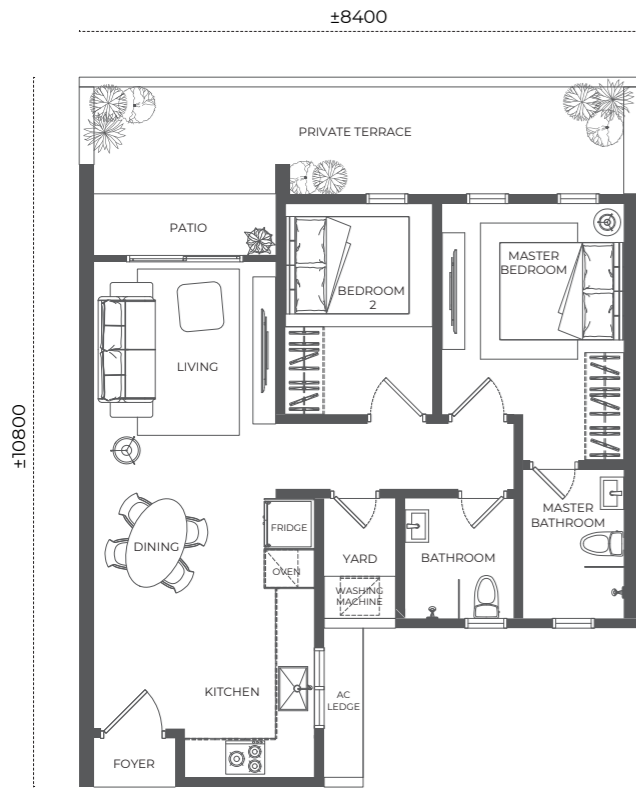 ±8400
PRIVATE TERRACE
PATIO
BEDROOM
2
MASTER
BEDROOM
LIVING
±10800
FRIDGE
MASTER
BATHROOM
DINING
OVEN
YARD
BATHROOM
WASHING
MACHINE
KITCHEN
AC
LEDGE
FOYER